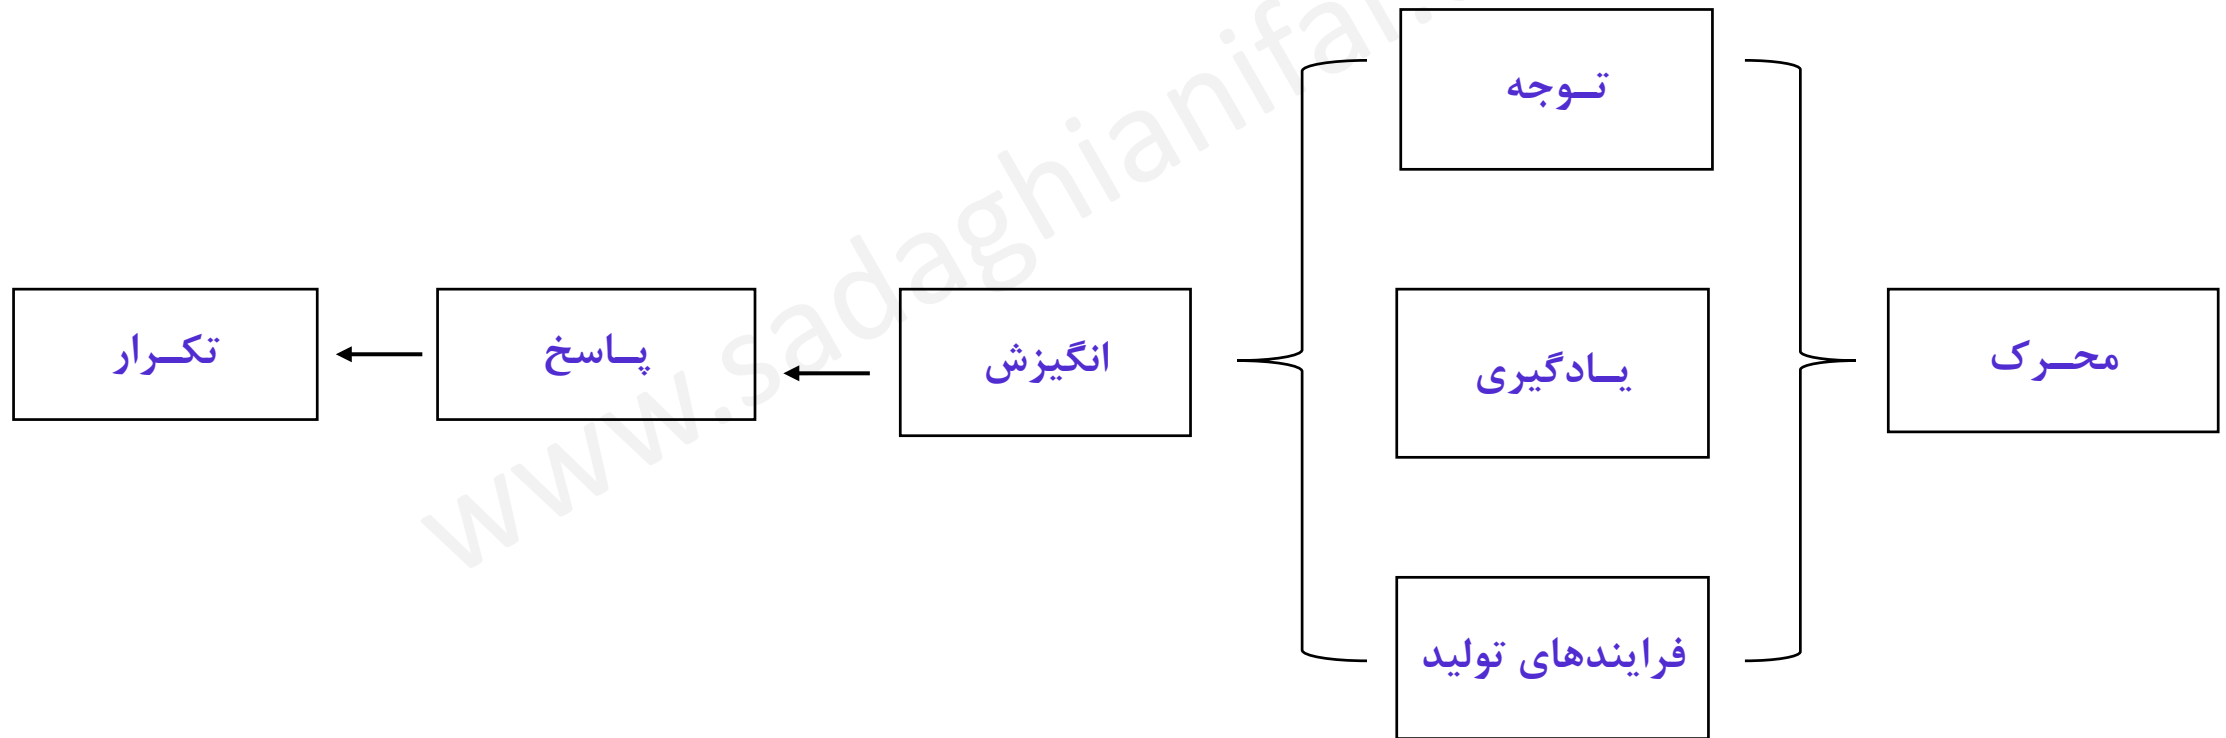 توجه
محرک
یادگیری
انگیزش
پاسخ
تکرار
فرایندهای تولید
www.sadaghianifar.